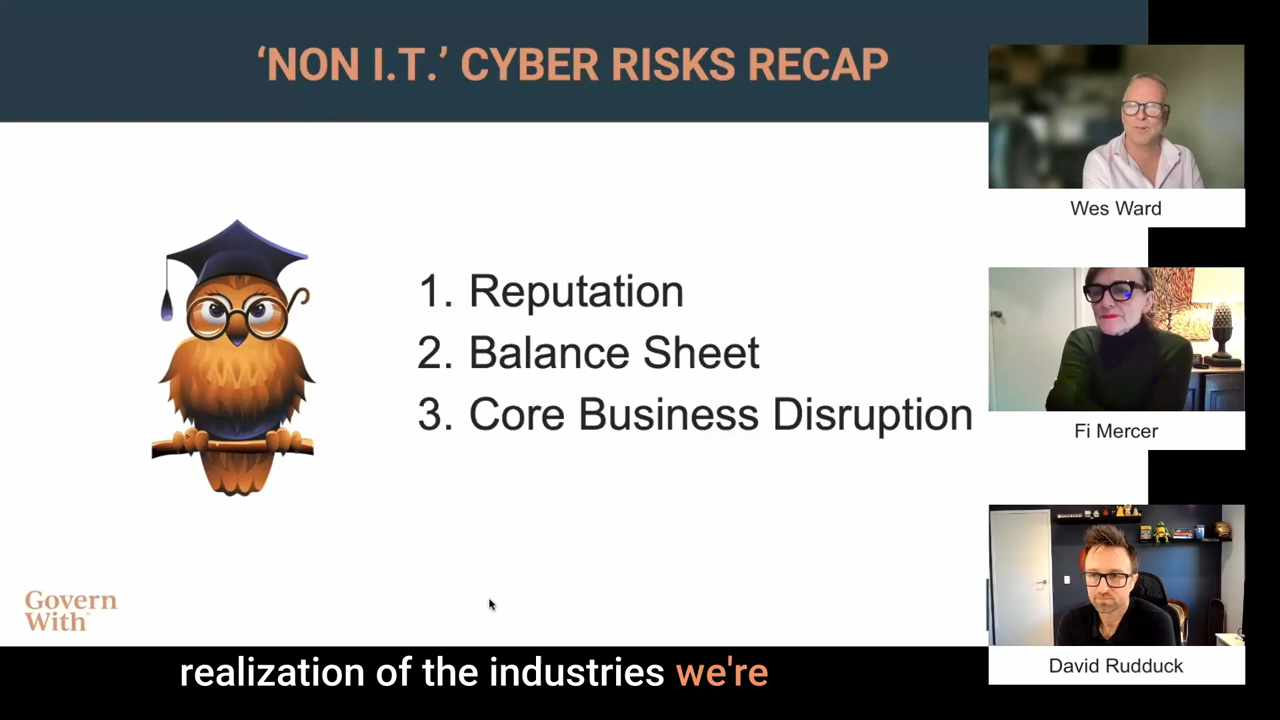 ‘NON I.T.’ CYBER RISKS RECAP
Wes Ward
1. Reputation
2. Balance Sheet
3. Core Business Disruption
Fi Mercer
David Rudduck
Govern
With™
realization of the industries we're